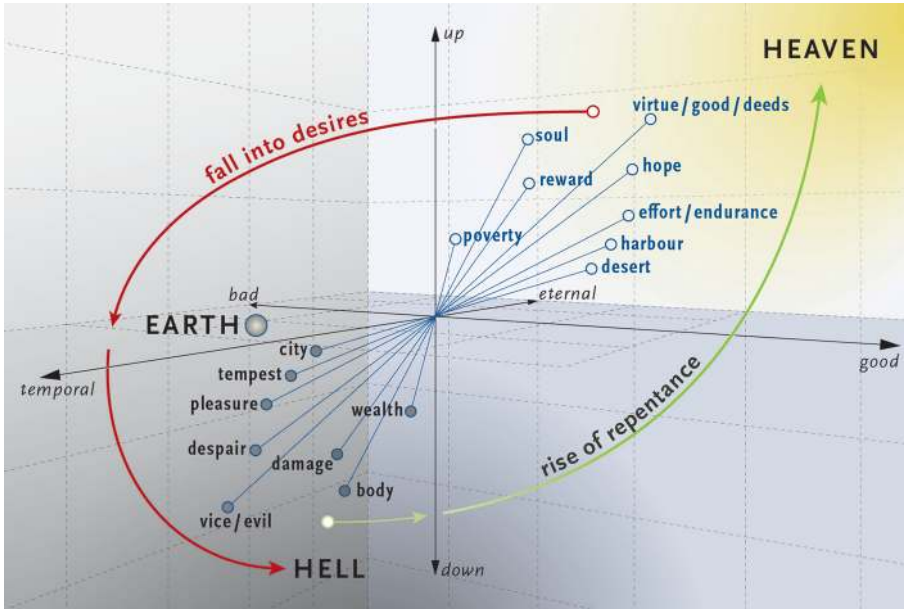 up
HEAVEN
virtue/good/deeds
fall into desires
soul
hope
reward
effort/endurance
poverty
harbour
desert
bad
eternal
EARTH
city
good
temporal
tempest
pleasure
wealth
rise of repentance
despair
damage
body
vice/evil
HELL
down